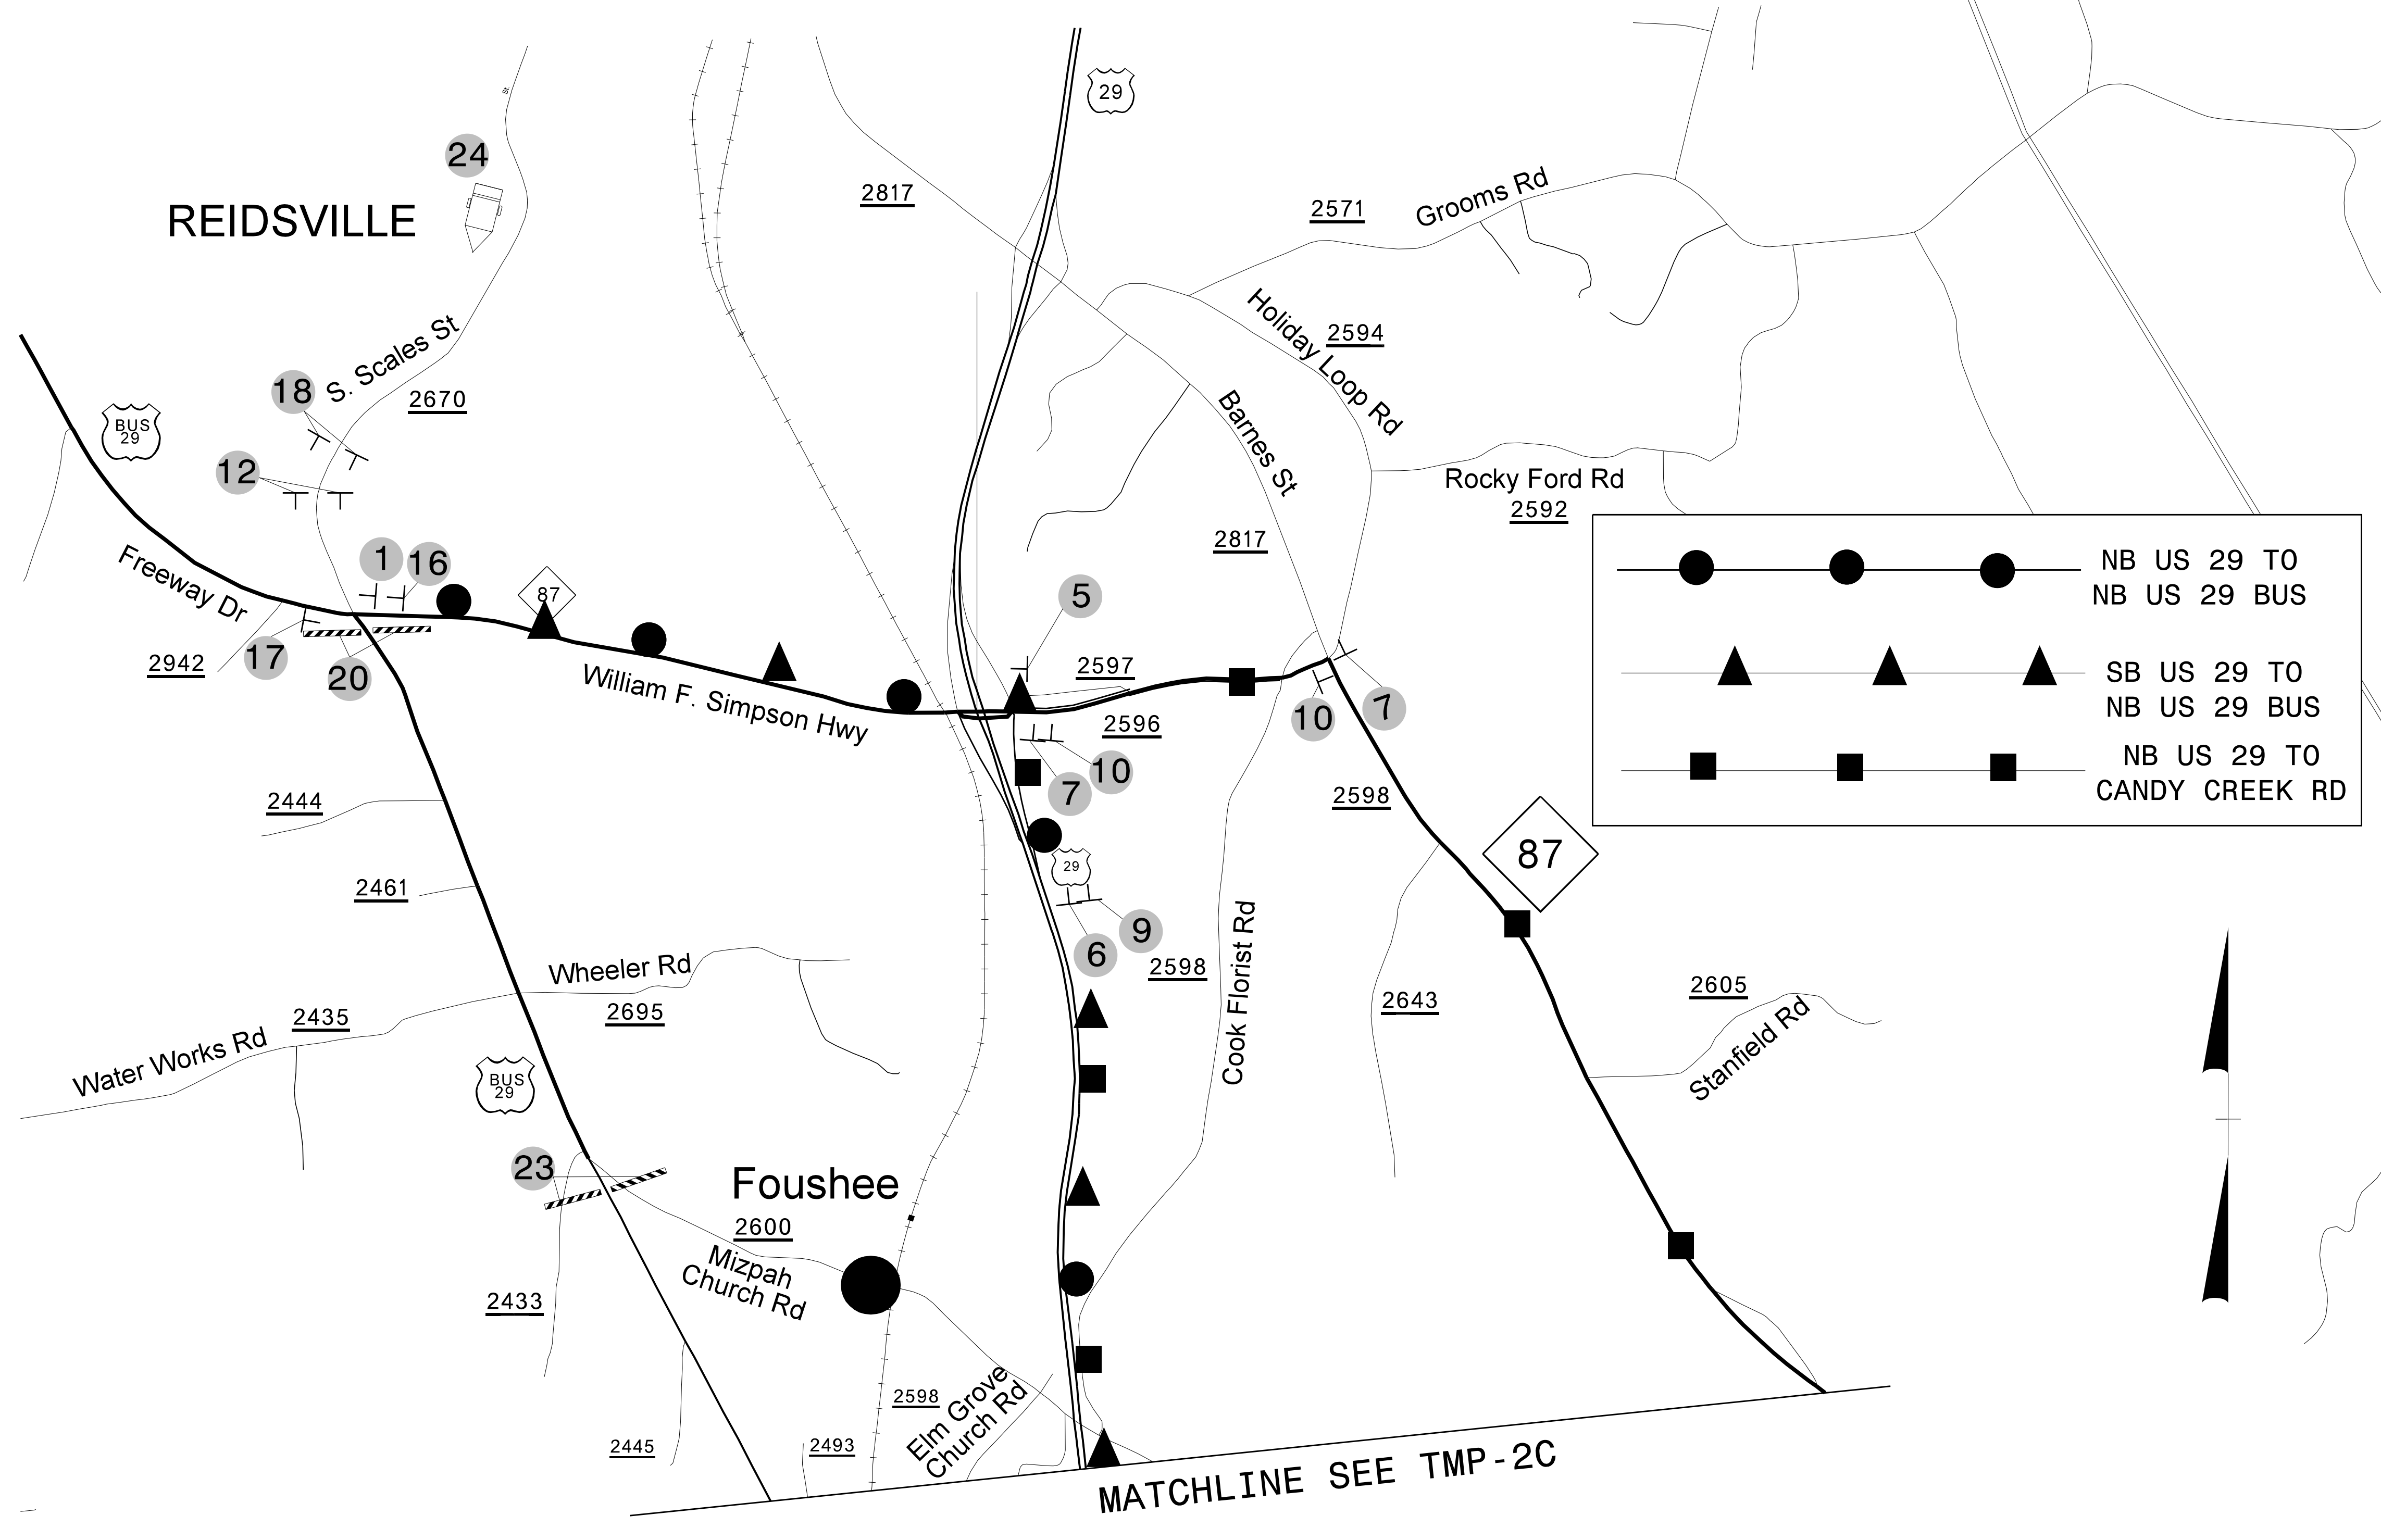 29
St.
24
REIDSVILLE
2817
2571
Grooms Rd
S. Scales St
18
2670
Holiday Loop Rd
2594
BUS
29
12
Barnes St
Rocky Ford Rd
2592
2817
Freeway Dr
1
16
87
5
NB US 29 TO
NB US 29 BUS
SB US 29 TO
NB US 29 BUS
NB US 29 TO
CANDY CREEK RD
2942
17
20
William F. Simpson Hwy
2597
2596
10
7
10
7
2444
2598
87
29
2461
9
6
Wheeler Rd
2695
2598
Cook Florist Rd
2643
2605
Stanfield Rd
2435
Water Works Rd
BUS
29
23
Foushee
2600
Mizpah
Church Rd
2433
2598
Elm Grove
Church Rd
2445
2493
MATCHLINE SEE TMP-2C